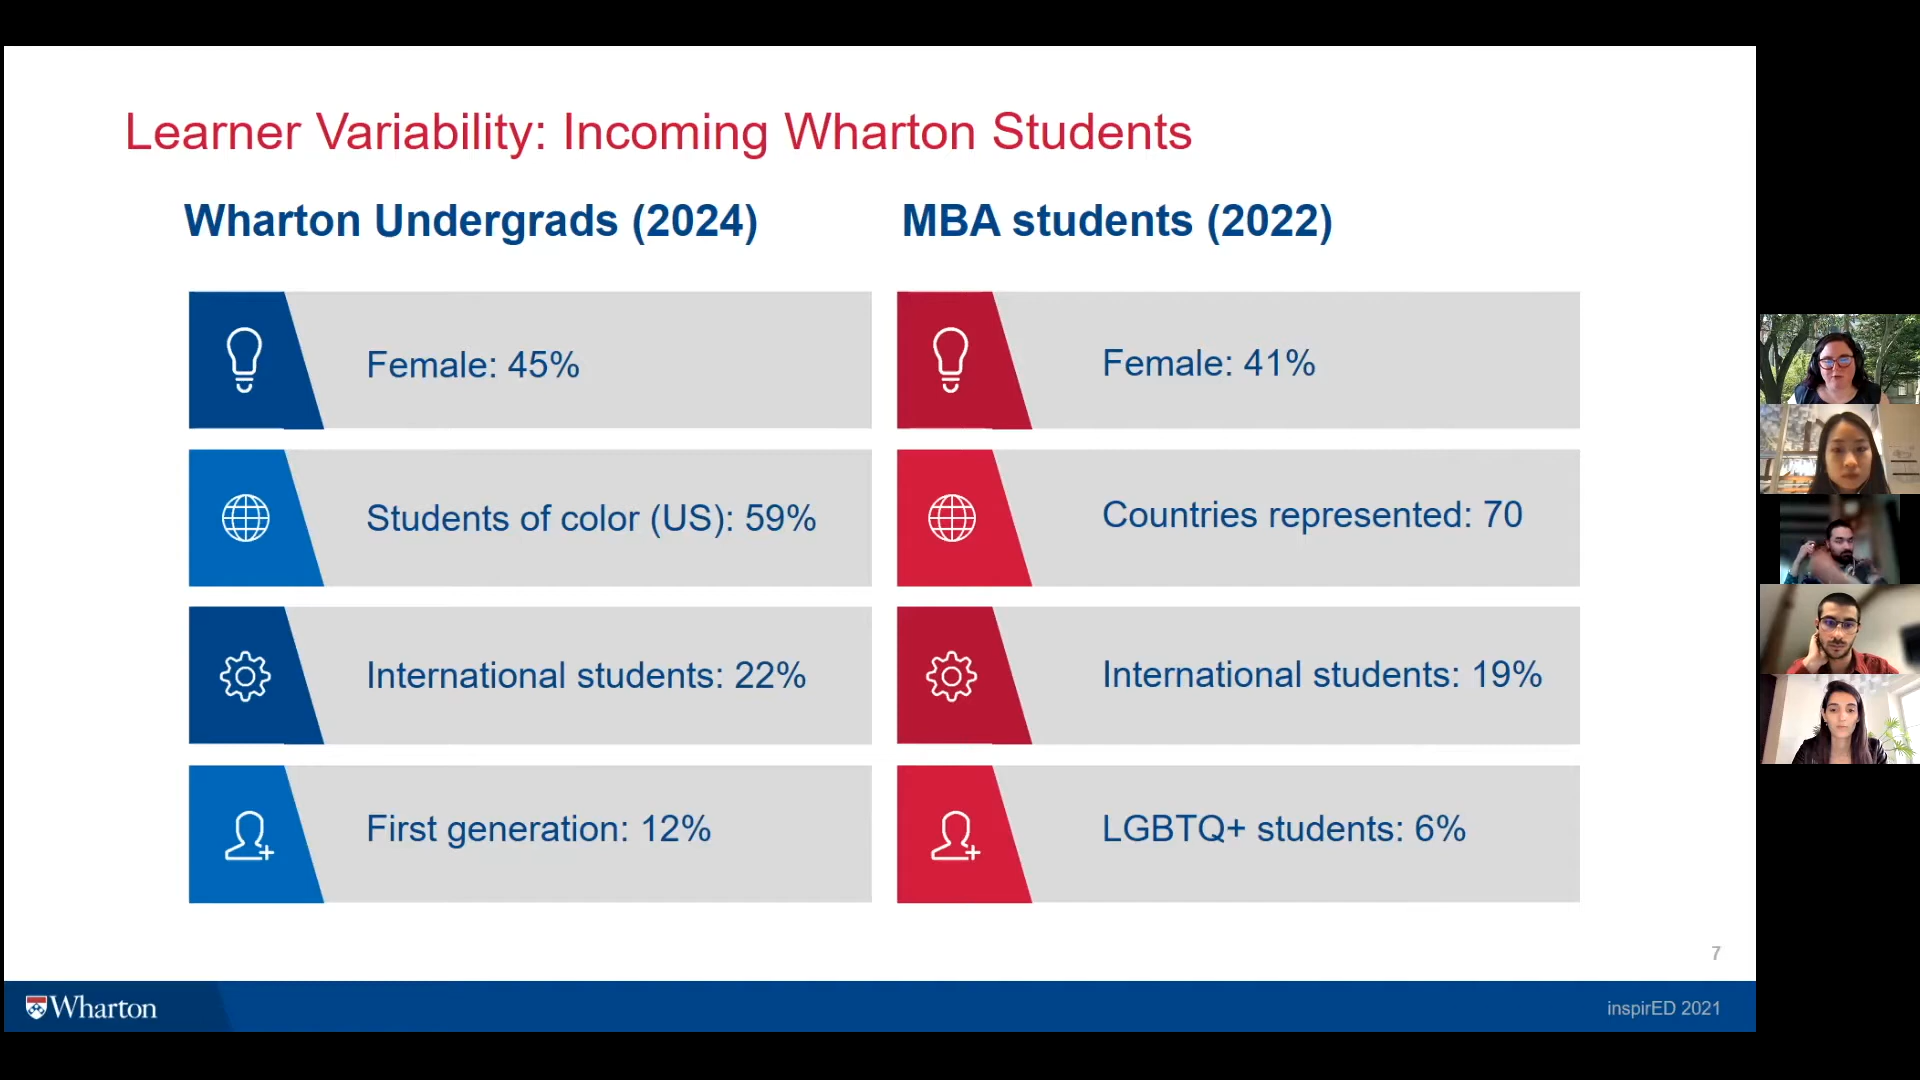 Learner Variability: Incoming Wharton Students
Wharton Undergrads (2024)
Female: 45%
Students of color (US): 59%
International students: 22%
First generation: 12%
MBA students (2022)
Female: 41%
Countries represented: 70
International students: 19%
LGBTQ+ students: 6%
7
Wharton
inspirED 2021